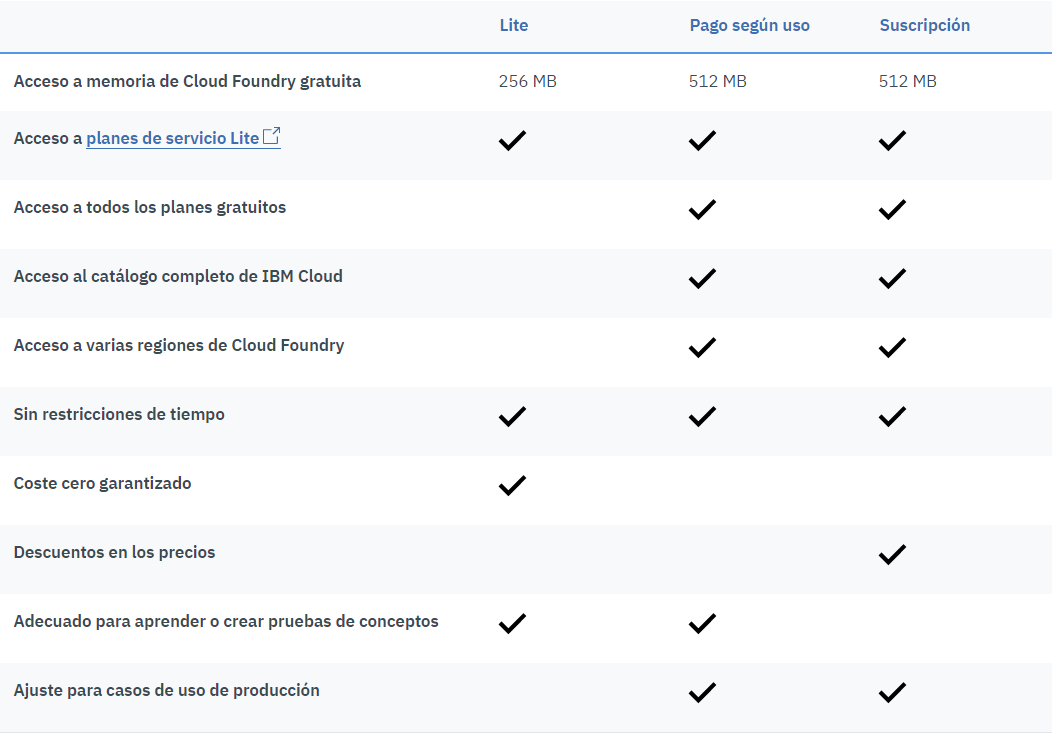 Lite Pago según uso Suscripción
Acceso a memoria de Cloud Foundry gratuita 256 MB 512 MB 512 MB
Acceso a planes de servicio Lite
Acceso a todos los planes gratuitos
Acceso al catálogo completo de IBM Cloud
Acceso a varias regiones de Cloud Foundry
Sin restricciones de tiempo
Coste cero garantizado
Descuentos en los precios
Adecuado para aprender o crear pruebas de conceptos
Ajuste para casos de uso de producción